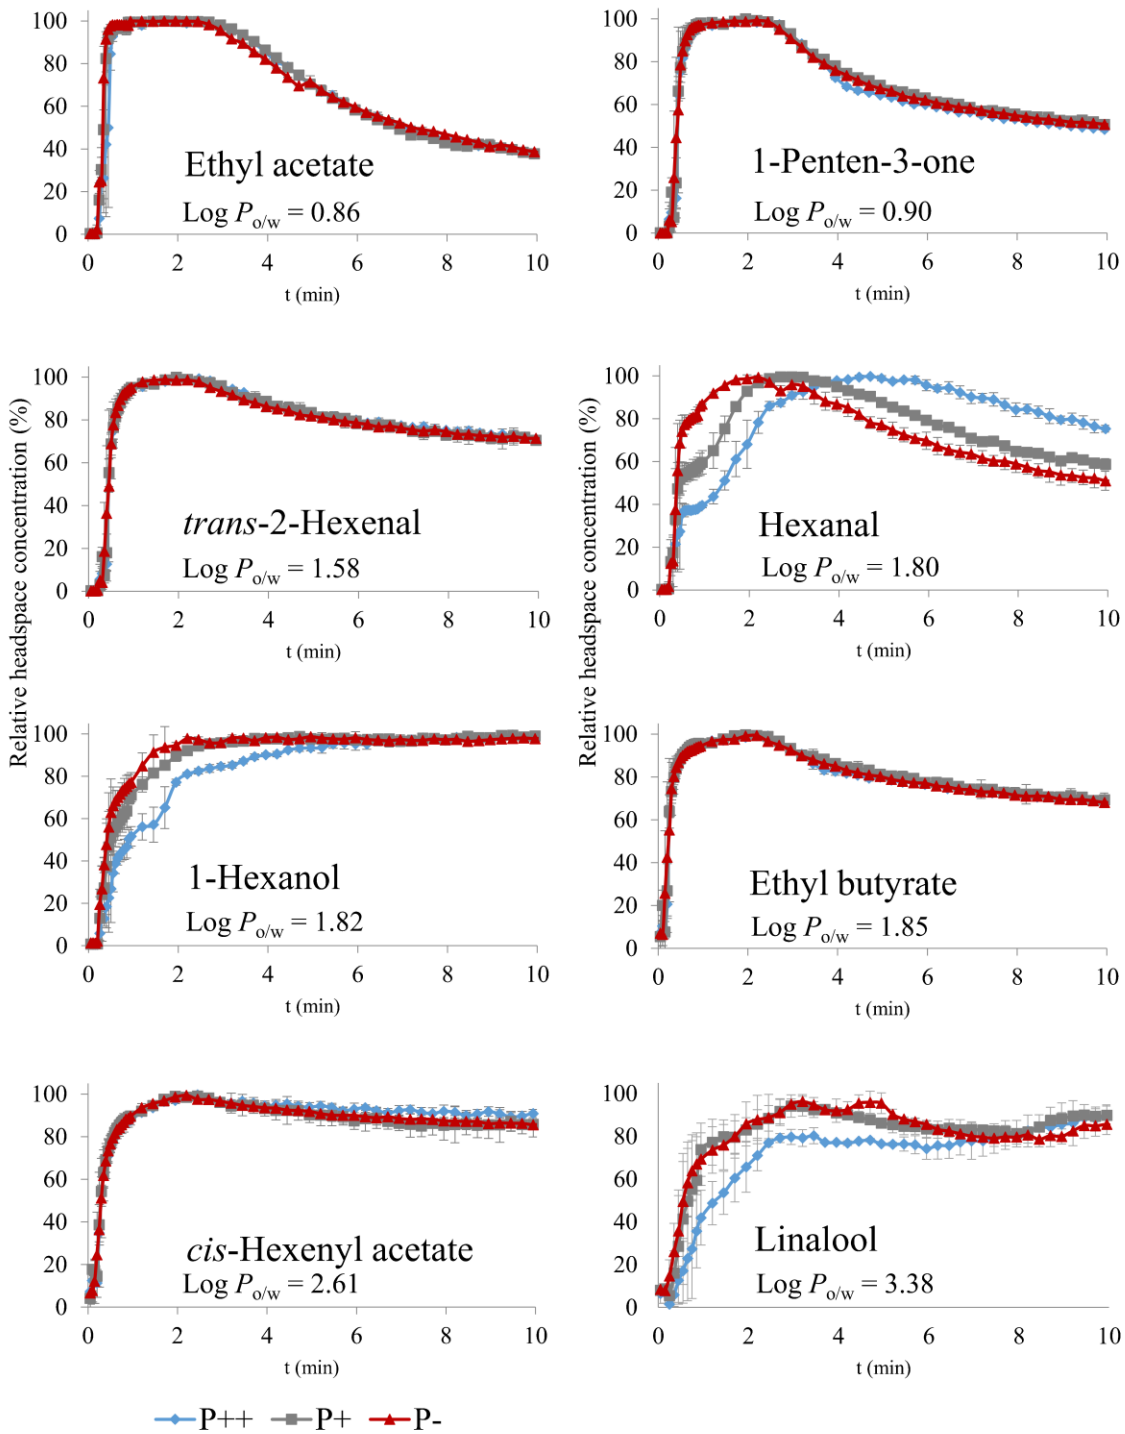 100
80
60
40
20
0
Ethyl acetate
Log Po/w = 0.86
0 2 4 6 8 10
t (min)
100
80
60
40
20
0
1-Penten-3-one
Log Po/w = 0.90
0 2 4 6 8 10
t (min)
Relative headspace concentration (%)
100
80
60
40
20
0
trans-2-Hexenal
Log Po/w = 1.58
0 2 4 6 8 10
t (min)
Relative headspace concentration (%)
100
80
60
40
20
0
Hexanal
Log Po/w = 1.80
0 2 4 6 8 10
t (min)
100
80
60
40
20
0
1-Hexanol
Log Po/w = 1.82
0 2 4 6 8 10
t (min)
100
80
60
40
20
0
Ethyl butyrate
Log Po/w = 1.85
0 2 4 6 8 10
t (min)
100
80
60
40
20
0
cis-Hexenyl acetate
Log Po/w = 2.61
0 2 4 6 8 10
t (min)
100
80
60
40
20
0
Linalool
Log Po/w = 3.38
0 2 4 6 8 10
t (min)
P++ P+ P-